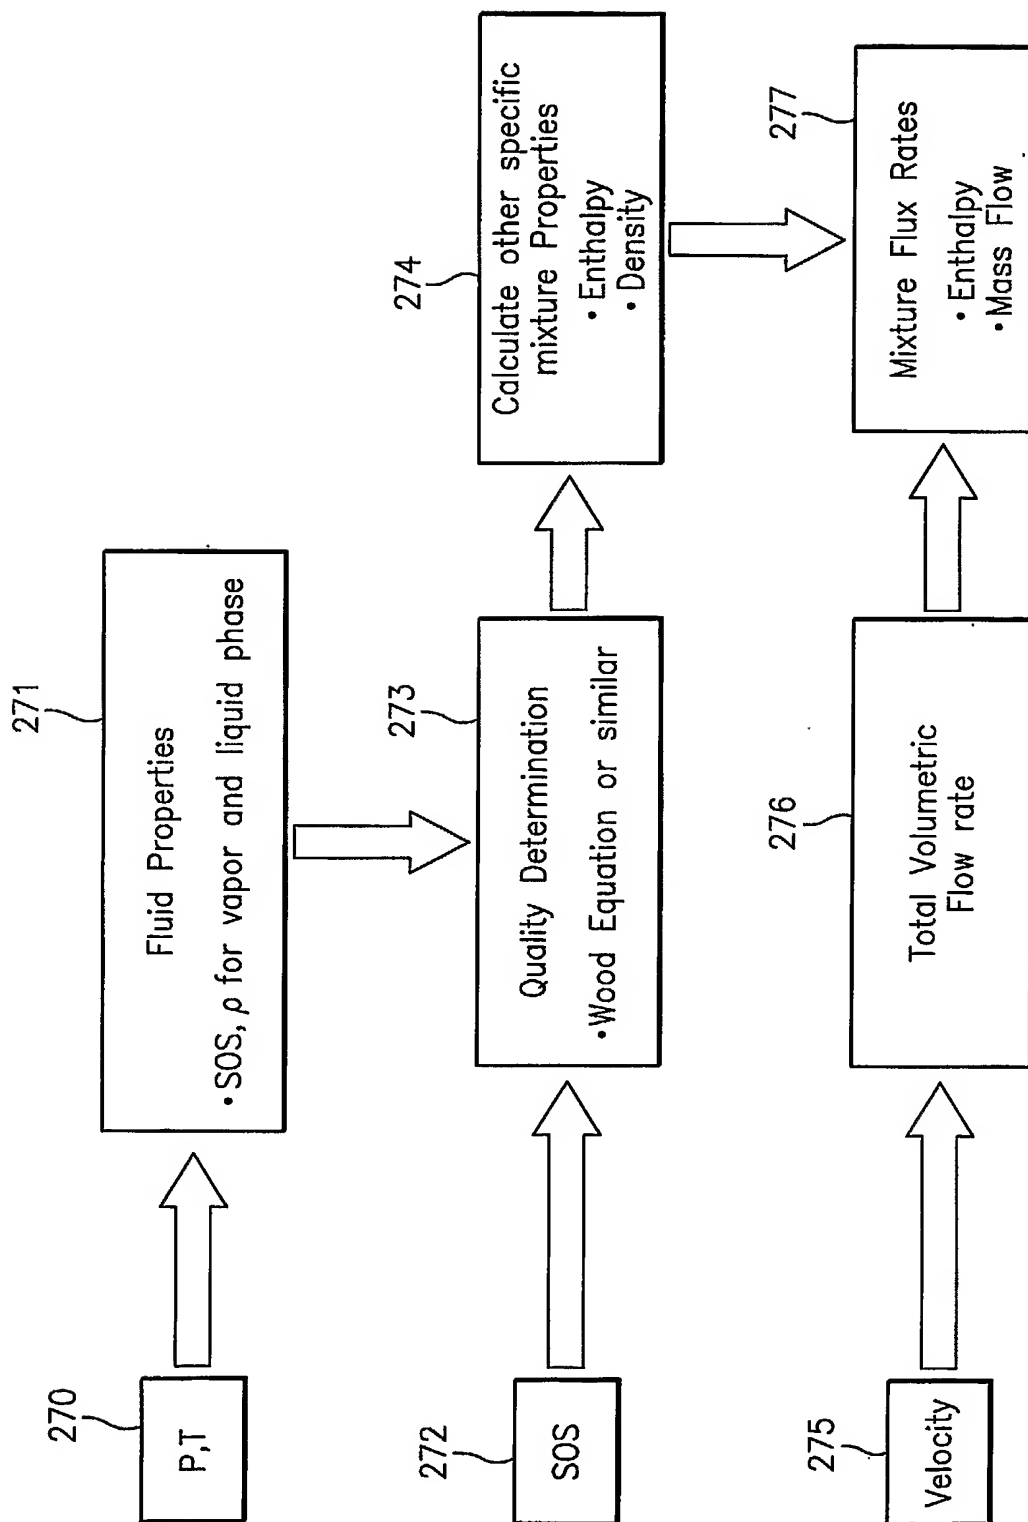 270
P,T
271
Fluid Properties
•SOS, ρ for vapor and liquid phase
272
SOS
273
Quality Determination
•Wood Equation or similar
274
Calculate other specific
mixture Properties
• Enthalpy
• Density
275
Velocity
276
Total Volumetric
Flow rate
277
Mixture Flux Rates
• Enthalpy
• Mass Flow